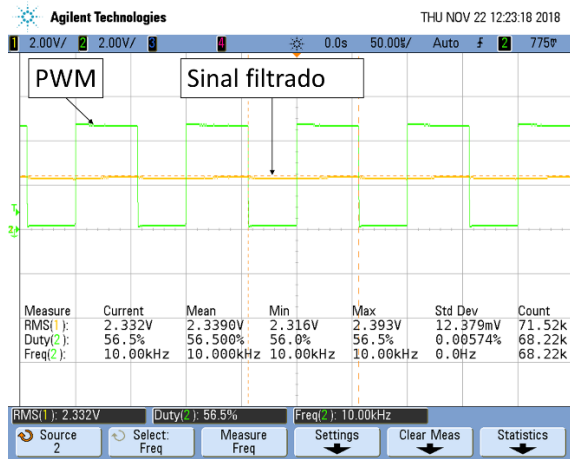 Agilent Technologies THU NOV 22 12:23:18 2018
1 2.00V/ 2 2.00V/ 3 4 0.0s 50.00%/ Auto 2 775
PWM
Sinal filtrado
T
2
Measure Current Mean Min Max Std Dev Count
RMS(1): 2.332V 2.3390V 2.316V 2.393V 12.379mV 71.52k
Duty(2): 56.5% 56.500% 56.0% 56.5% 0.00574% 68.22k
Freq(2): 10.00kHz 10.000kHz 10.00kHz 10.00kHz 0.0Hz 68.22k
RMS(1): 2.332V Duty(2): 56.5% Freq(2): 10.00kHz
Source Select: Measure Settings Clear Meas Statistics
2 Freq Freq